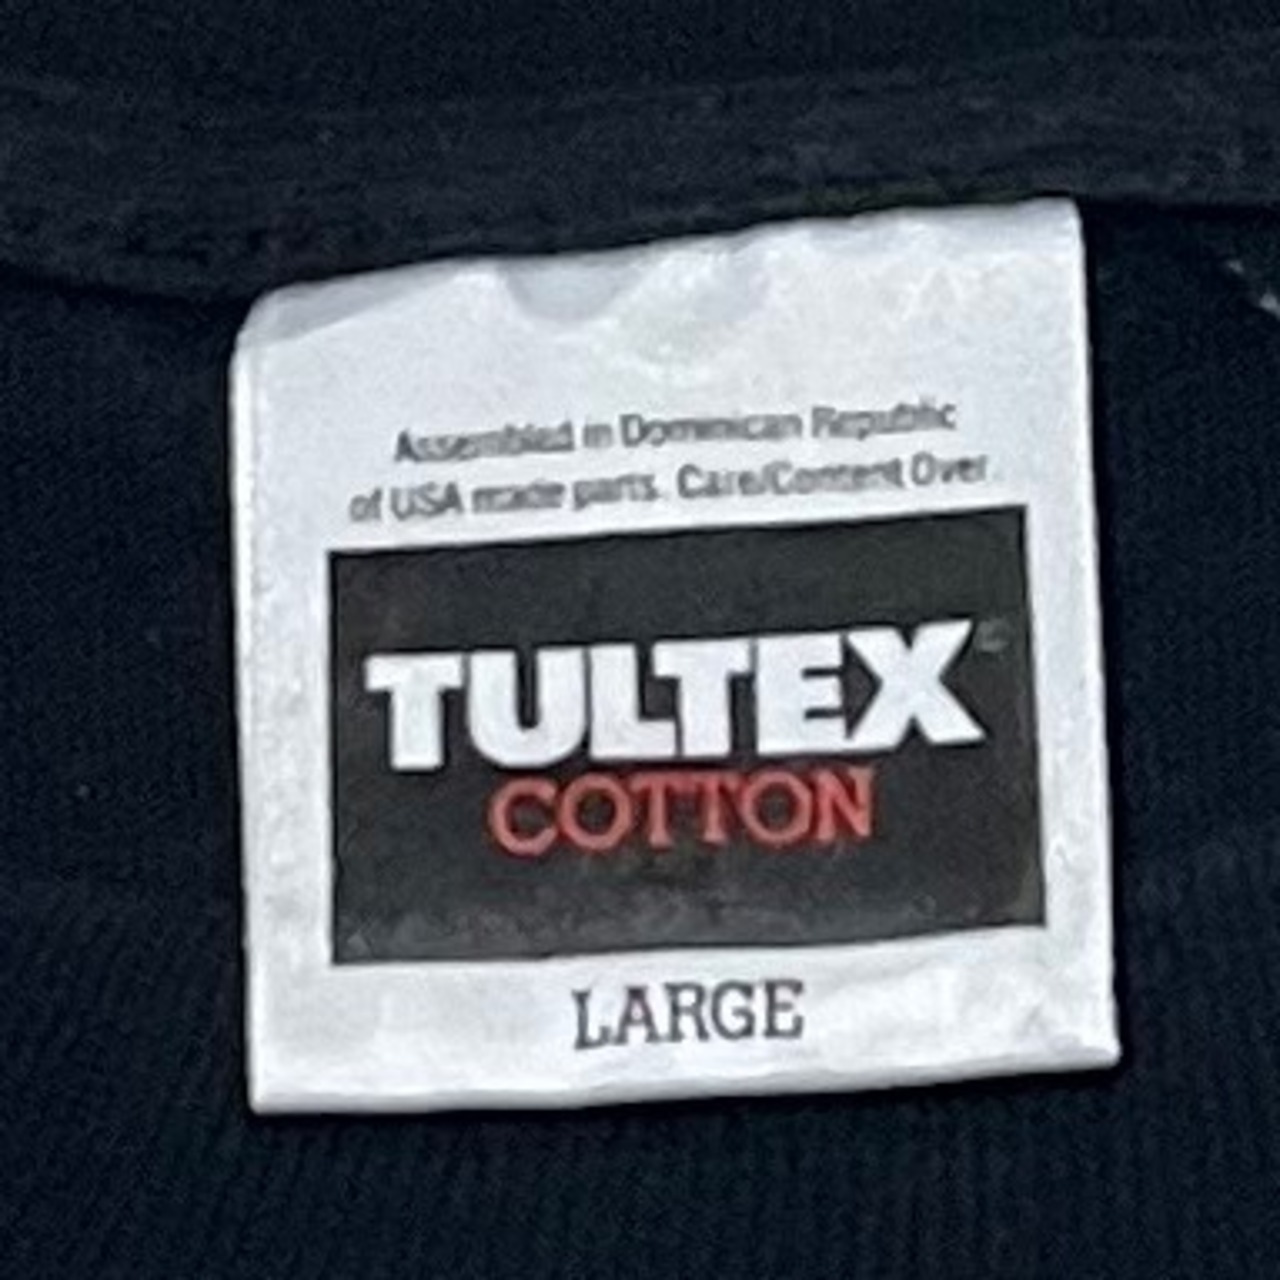 Assembled in Dominican Republic
of USA made parts. Care/Content Over
TULTEX
COTTON
LARGE